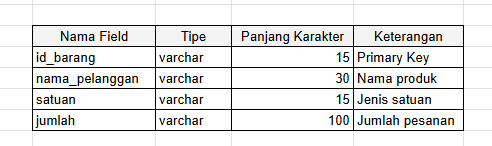 Nama Field Tipe Panjang Karakter Keterangan
id_barang varchar 15 Primary Key
nama_pelanggan varchar 30 Nama produk
satuan varchar 15 Jenis satuan
jumlah varchar 100 Jumlah pesanan